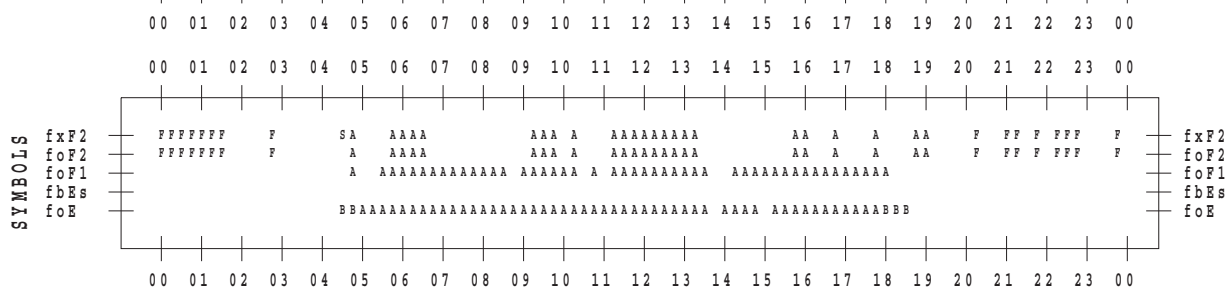 00 01 02 03 04 05 06 07 08 09 10 11 12 13 14 15 16 17 18 19 20 21 22 23 00
00 01 02 03 04 05 06 07 08 09 10 11 12 13 14 15 16 17 18 19 20 21 22 23 00
SYMBOLS
fxF2 FFFFFFF F SA AAAA AAA A AAAAAAAAA AA A A AA F FF F FFF F fxF2
foF2 FFFFFFF F A AAAA AAA A AAAAAAAAA AA A A AA F FF F FFF F foF2
foF1 A AAAAAAAAAAAAA AAAAAA A AAAAAAAAAA AAAAAAAAAAAAAAAA foF1
fbEs fbEs
foE BBAAAAAAAAAAAAAAAAAAAAAAAAAAAAAAAAAAA AAAA AAAAAAAAAAABBB foE
00 01 02 03 04 05 06 07 08 09 10 11 12 13 14 15 16 17 18 19 20 21 22 23 00